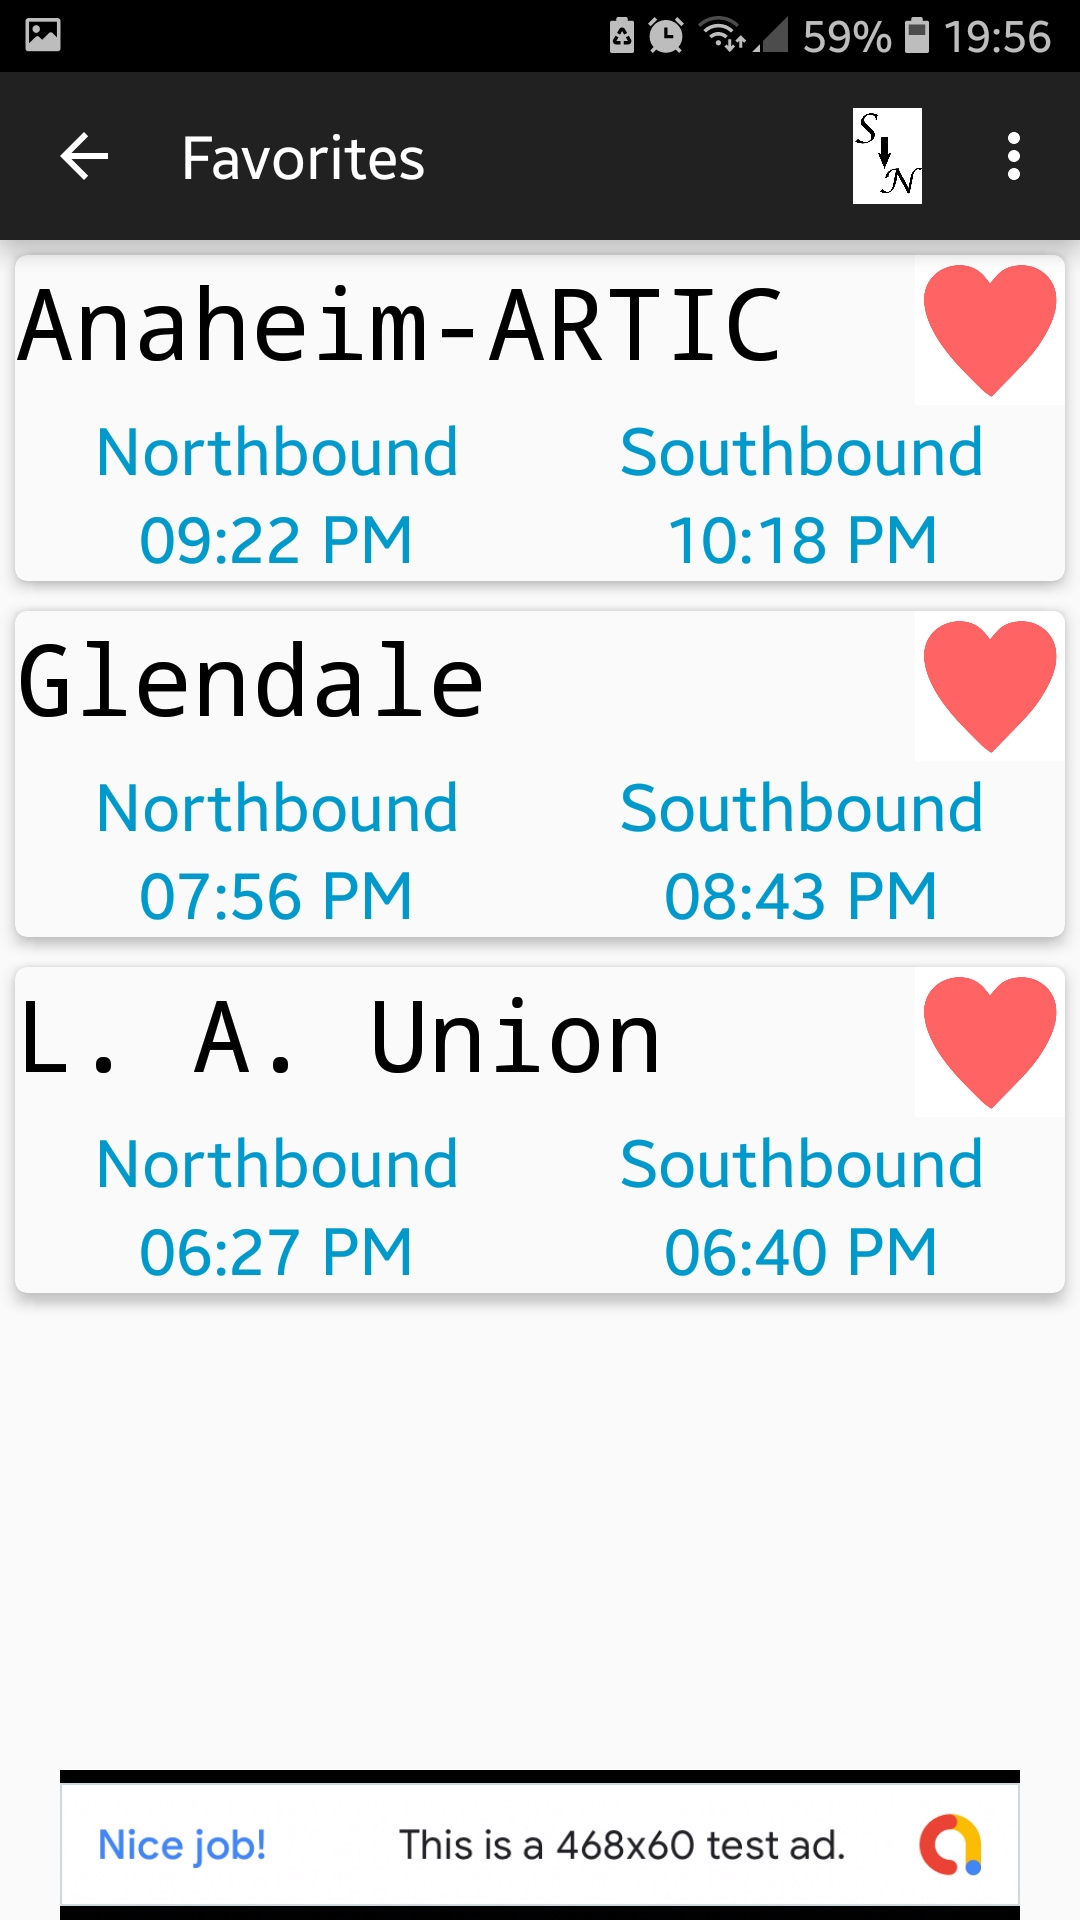 59% 19:56
Favorites
S
N
Anaheim-ARTIC
Northbound Southbound
09:22 PM 10:18 PM
Glendale
Northbound Southbound
07:56 PM 08:43 PM
L. A. Union
Northbound Southbound
06:27 PM 06:40 PM
Nice job! This is a 468x60 test ad.